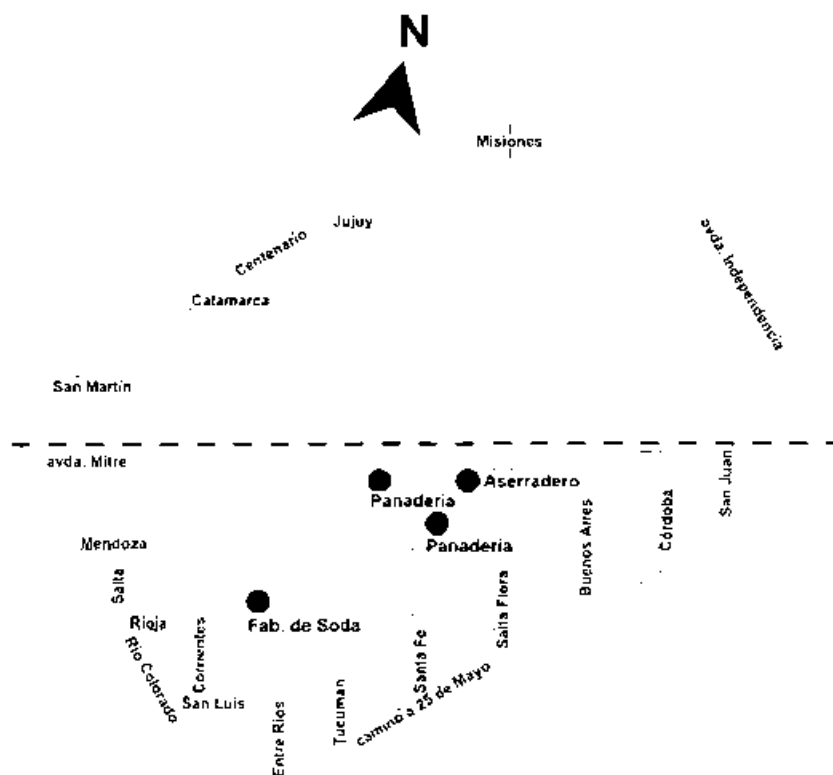 N
Misiones
Jujuy
Centenario
Catamarca
avda. Independencia
San Martín
avda. Mitre
Panaderia
Aserradero
San Juan
Córdoba
Buenos Aires
Panaderia
Mendoza
Salta
Salta Flora
Rioja
Fab. de Soda
Rio Colorado
Corrientes
Santa Fe
San Luis
camino a 25 de Mayo
Tucuman
Entre Rios